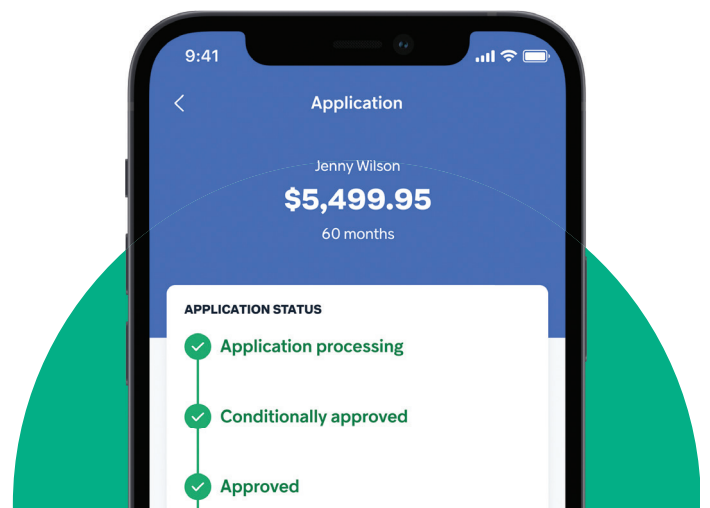 9:41
Application
Jenny Wilson
$5,499.95
60 months
APPLICATION STATUS
Application processing
Conditionally approved
Approved